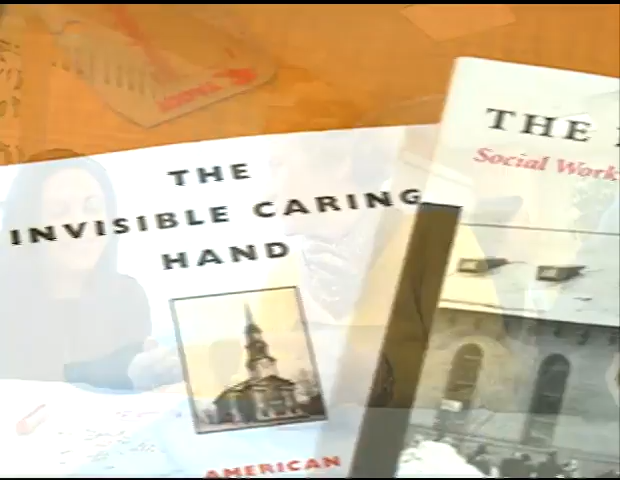 THE
INVISIBLE CARING
HAND
AMERICAN
THE
Social Work